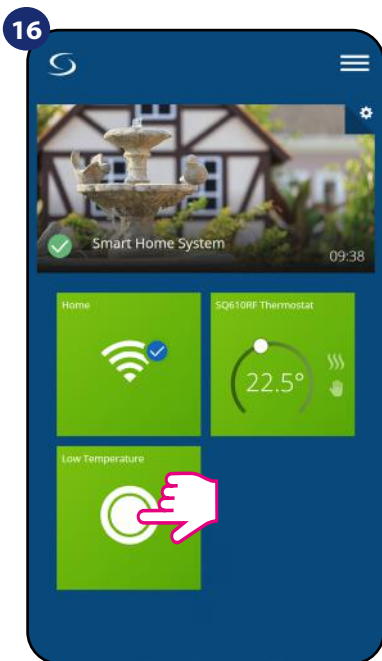 16
Smart Home System
09:38
Home
SQ610RF Thermostat
22.5°
Low Temperature